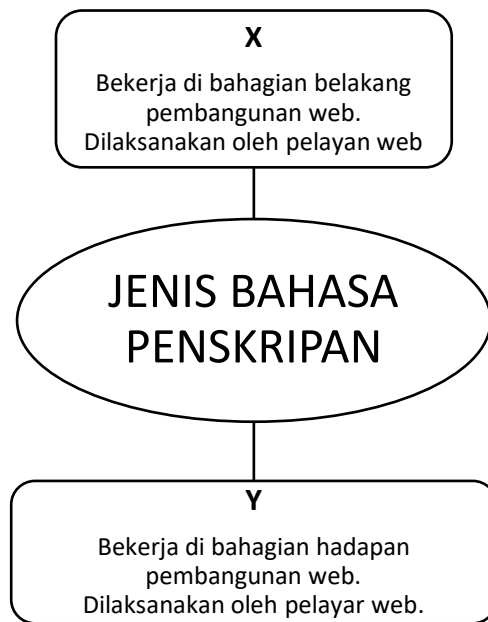 X
Bekerja di bahagian belakang
pembangunan web.
Dilaksanakan oleh pelayan web
JENIS BAHASA
PENSKRIPAN
Y
Bekerja di bahagian hadapan
pembangunan web.
Dilaksanakan oleh pelayar web.